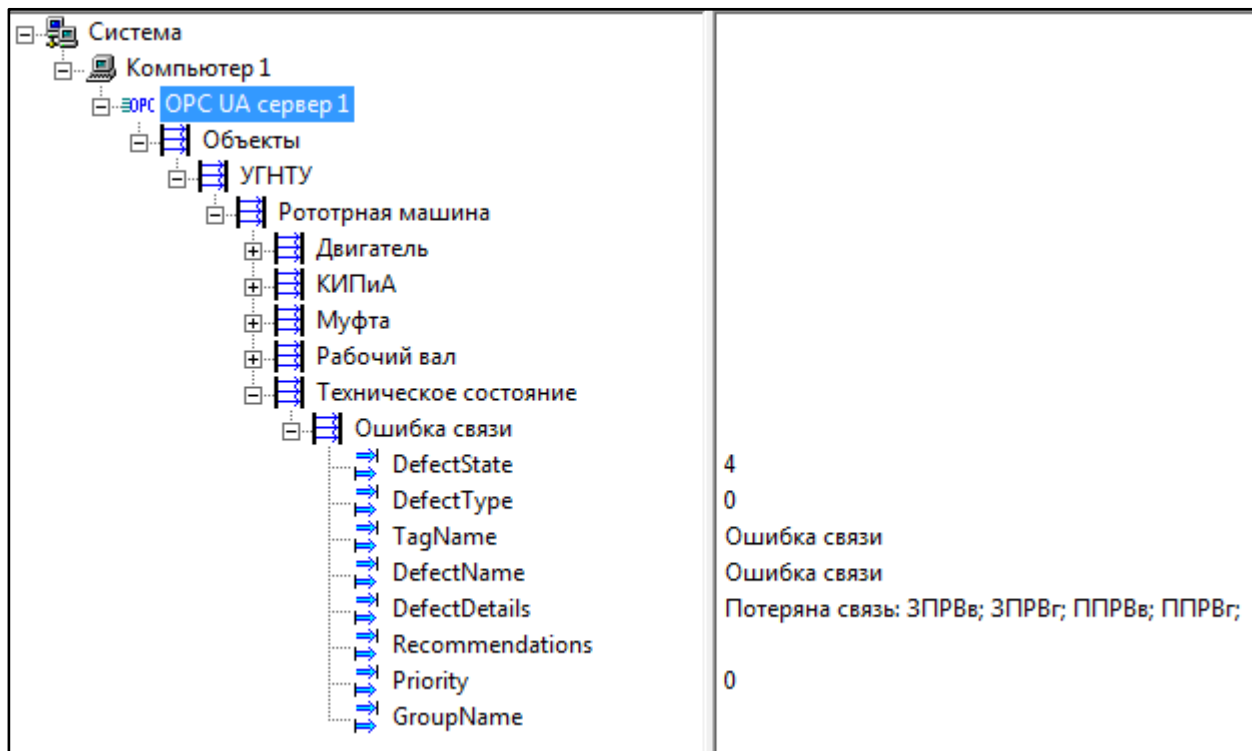 Система
Компьютер 1
OPC OPC UA сервер 1
Объекты
УГНТУ
Рототрная машина
Двигатель
КИПиА
Муфта
Рабочий вал
Техническое состояние
Ошибка связи
DefectState 4
DefectType 0
TagName Ошибка связи
DefectName Ошибка связи
DefectDetails Потеряна связь: ЗПРВв; ЗПРВг; ППРВв; ППРВг;
Recommendations
Priority 0
GroupName